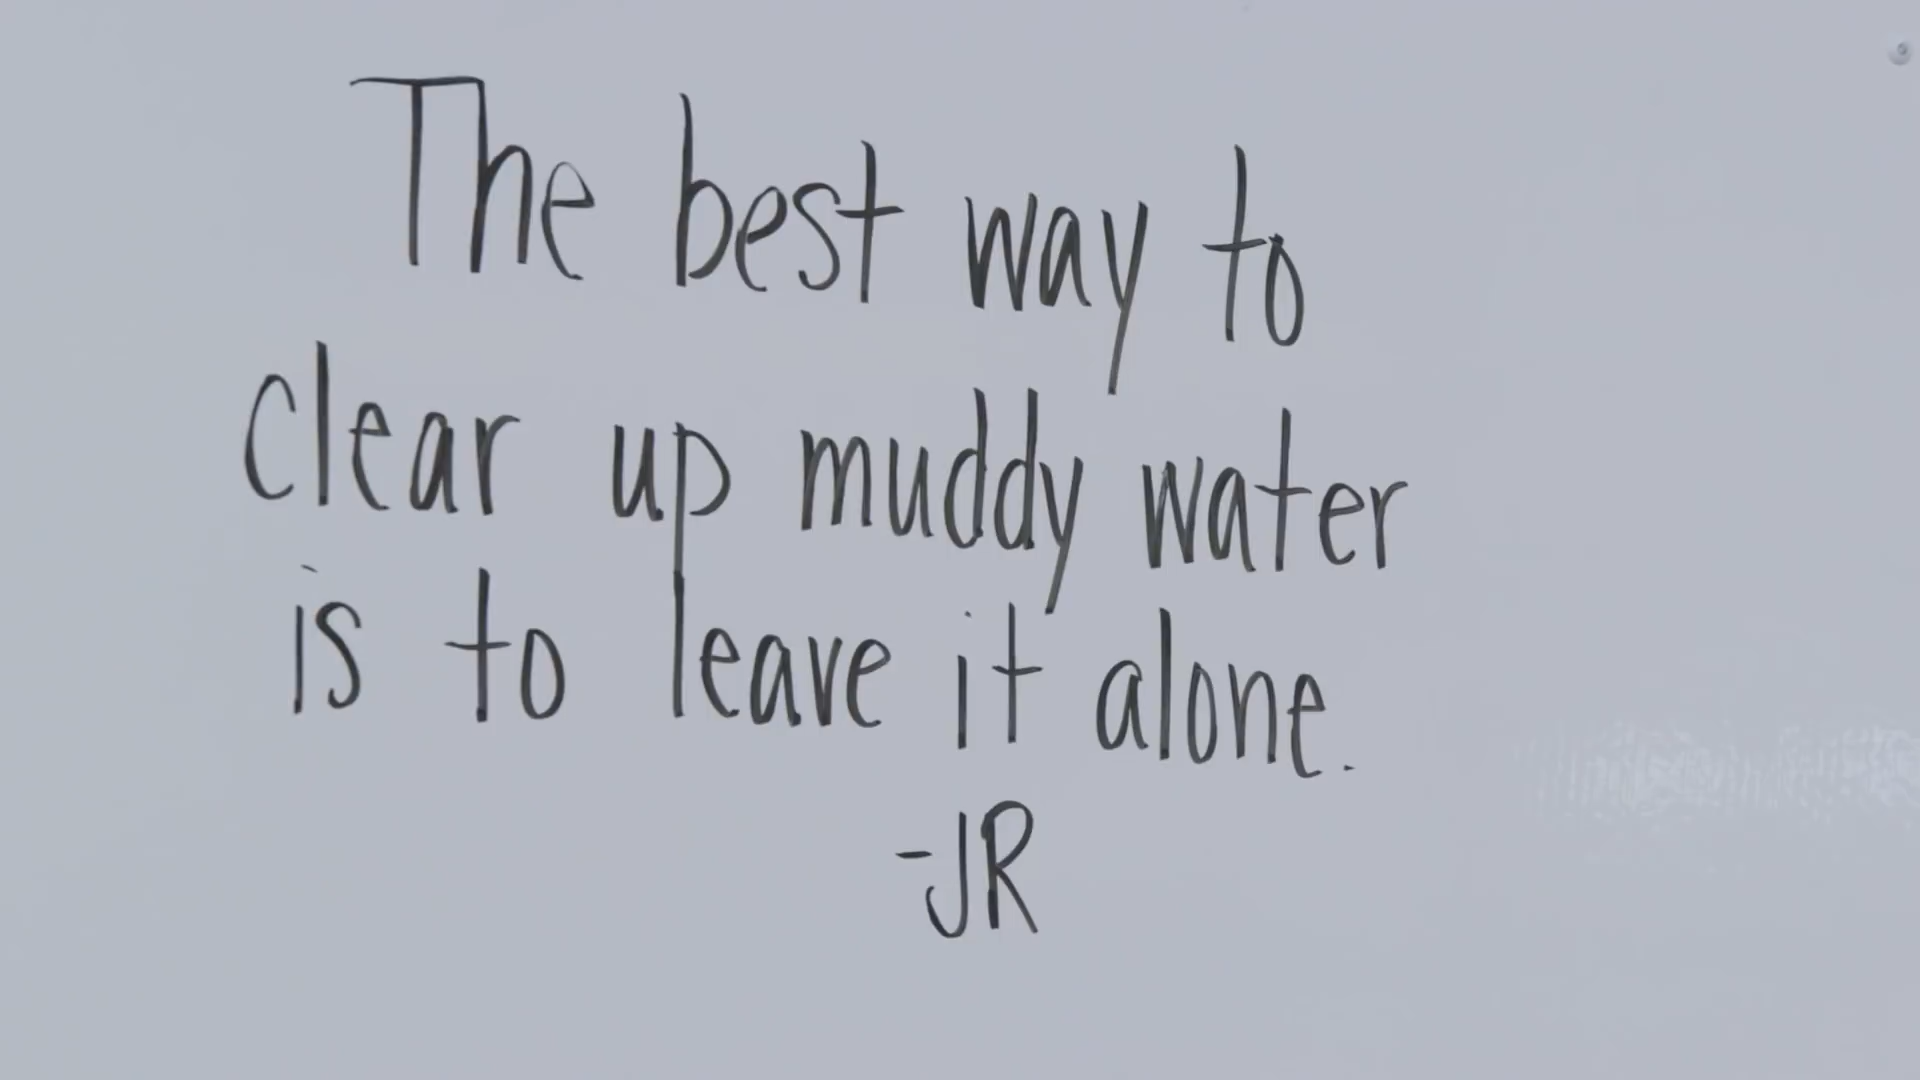 The best way to
clear up muddy water
is to leave it alone.
-JR